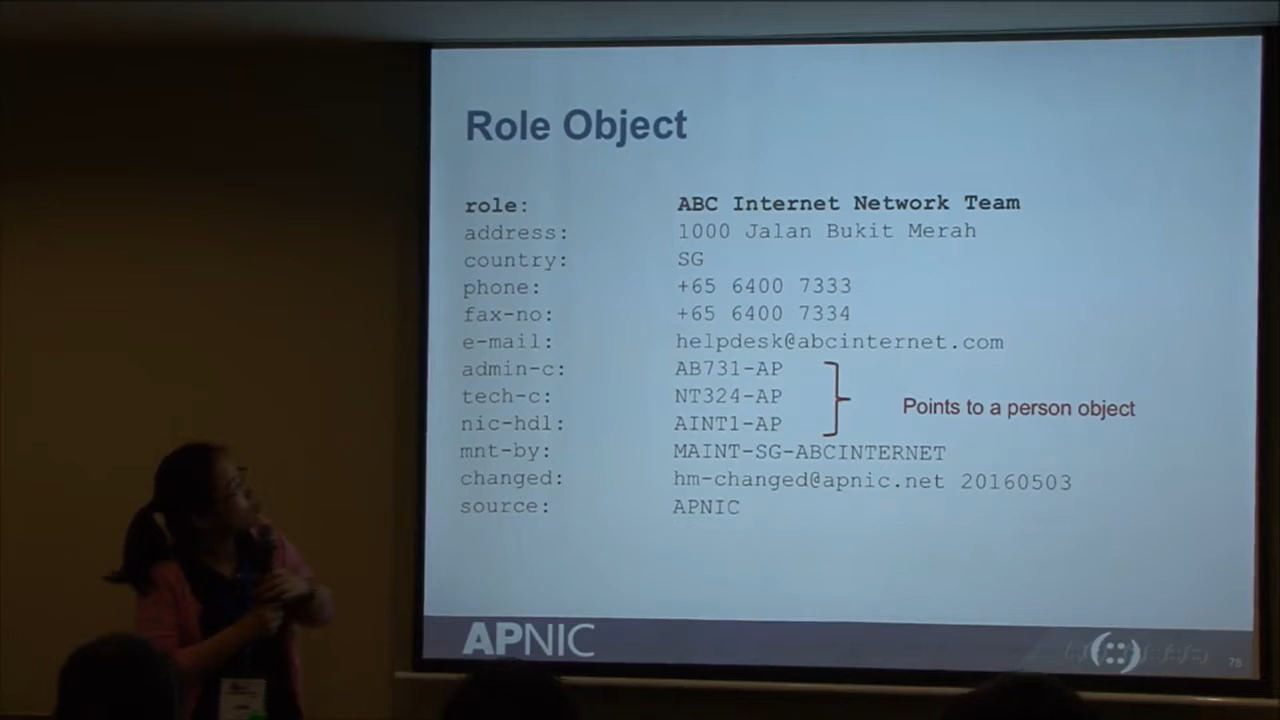 Role Object
role: ABC Internet Network Team
address: 1000 Jalan Bukit Merah
country: SG
phone: +65 6400 7333
fax-no: +65 6400 7334
e-mail: helpdesk@abcinternet.com
admin-c: AB731-AP
tech-c: NT324-AP
Points to a person object
nic-hdl: AINT1-AP
mnt-by: MAINT-SG-ABCINTERNET
changed: hm-changed@apnic.net 20160503
source: APNIC
APNIC